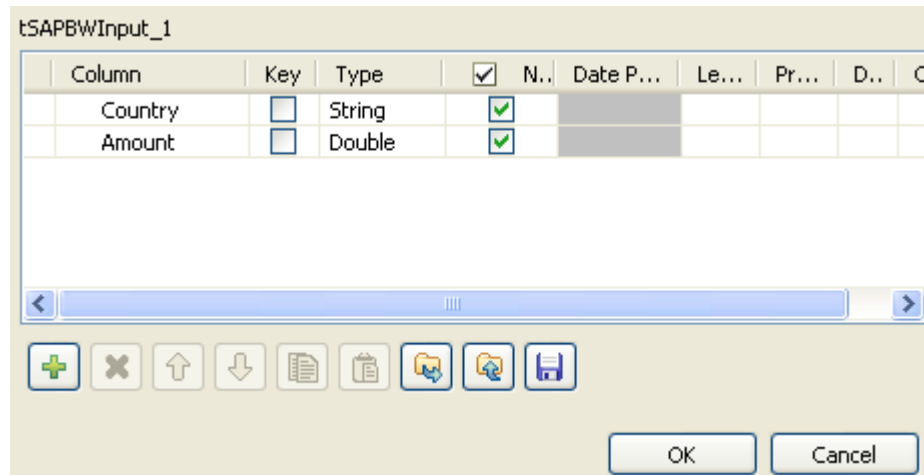 tSAPBWInput_1
Column Key Type N.. Date P... Le... Pr... D.. C
Country String
Amount Double
OK Cancel